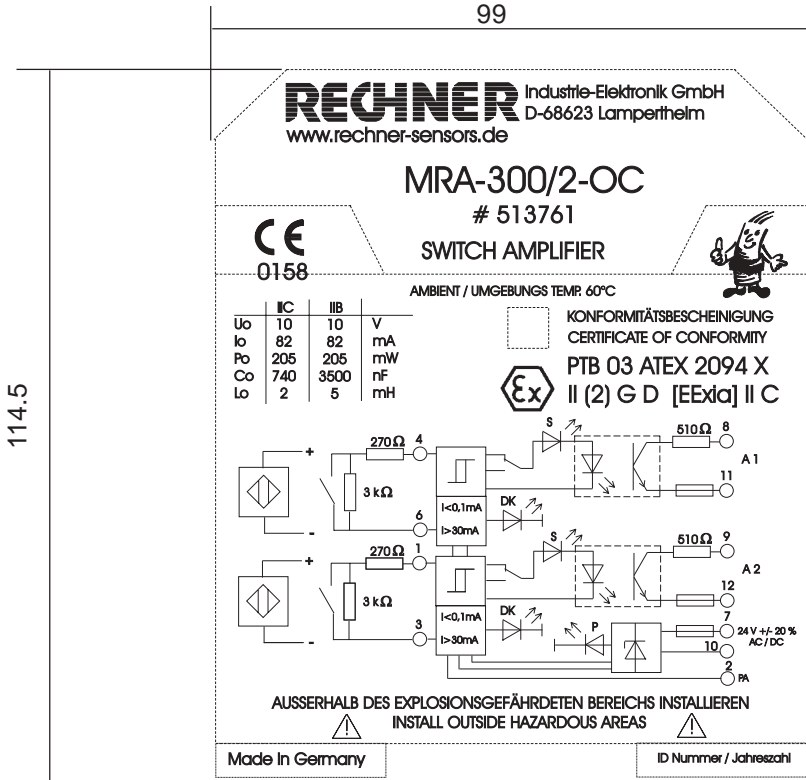 99
114.5
RECHNER Industrie-Elektronik GmbH
D-68623 Lampertheim
www.rechner-sensors.de
MRA-300/2-OC
# 513761
SWITCH AMPLIFIER
CE
0158
AMBIENT / UMGEBUNGS TEMP. 60°C
IIC IIB
Uo 10 10 V
Io 82 82 mA
Po 205 205 mW
Co 740 3500 nF
Lo 2 5 mH
KONFORMITÄTSBESCHEINIGUNG
CERTIFICATE OF CONFORMITY
PTB 03 ATEX 2094 X
Ex II (2) G D [EExia] II C
+ 270Ω 4 S 510Ω 8
A 1
3 kΩ 11
I<0,1mA DK
6
- I>30mA
+ 270Ω 1 S 510Ω 9
A 2
3 kΩ 12
I<0,1mA DK P 7
3 24 V +/- 20 %
- I>30mA 10 AC / DC
2
PA
AUSSERHALB DES EXPLOSIONSGEFÄHRDETEN BEREICHS INSTALLIEREN
! INSTALL OUTSIDE HAZARDOUS AREAS !
Made in Germany
ID Nummer / Jahreszahl